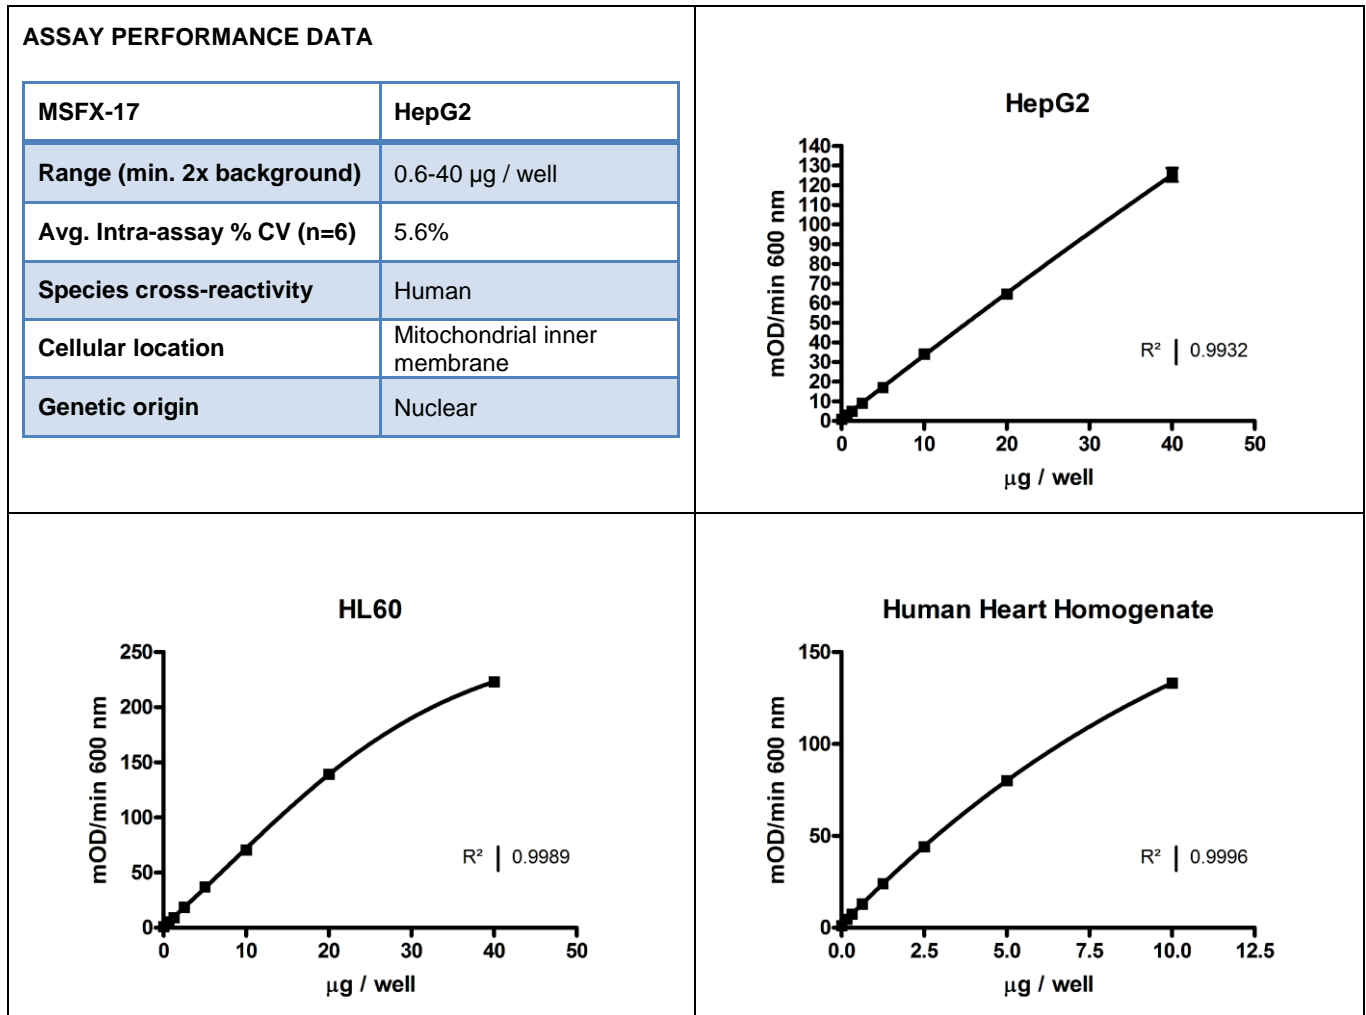 ASSAY PERFORMANCE DATA
MSFX-17 HepG2
Range (min. 2x background) 0.6-40 µg / well
Avg. Intra-assay % CV (n=6) 5.6%
Species cross-reactivity Human
Cellular location Mitochondrial inner
membrane
Genetic origin Nuclear
HepG2
140
130
120
110
100
90
80
70
60
50
40
30
20
10
0
mOD/min 600 nm
R² | 0.9932
0 10 20 30 40 50
µg / well
HL60
250
200
150
100
50
0
mOD/min 600 nm
R² | 0.9989
0 10 20 30 40 50
µg / well
Human Heart Homogenate
150
100
50
0
mOD/min 600 nm
R² | 0.9996
0.0 2.5 5.0 7.5 10.0 12.5
µg / well